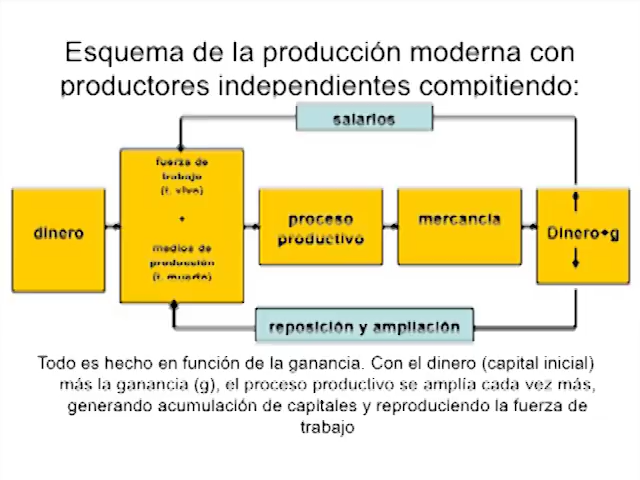 Esquema de la producción moderna con
productores independientes compitiendo:
salarios
fuerza de
trabajo
(t. vivo)
+
medios de
producción
(t. muerto)
dinero
proceso
productivo
mercancía
Dinero+g
reposición y ampliación
Todo es hecho en función de la ganancia. Con el dinero (capital inicial)
más la ganancia (g), el proceso productivo se amplía cada vez más,
generando acumulación de capitales y reproduciendo la fuerza de
trabajo